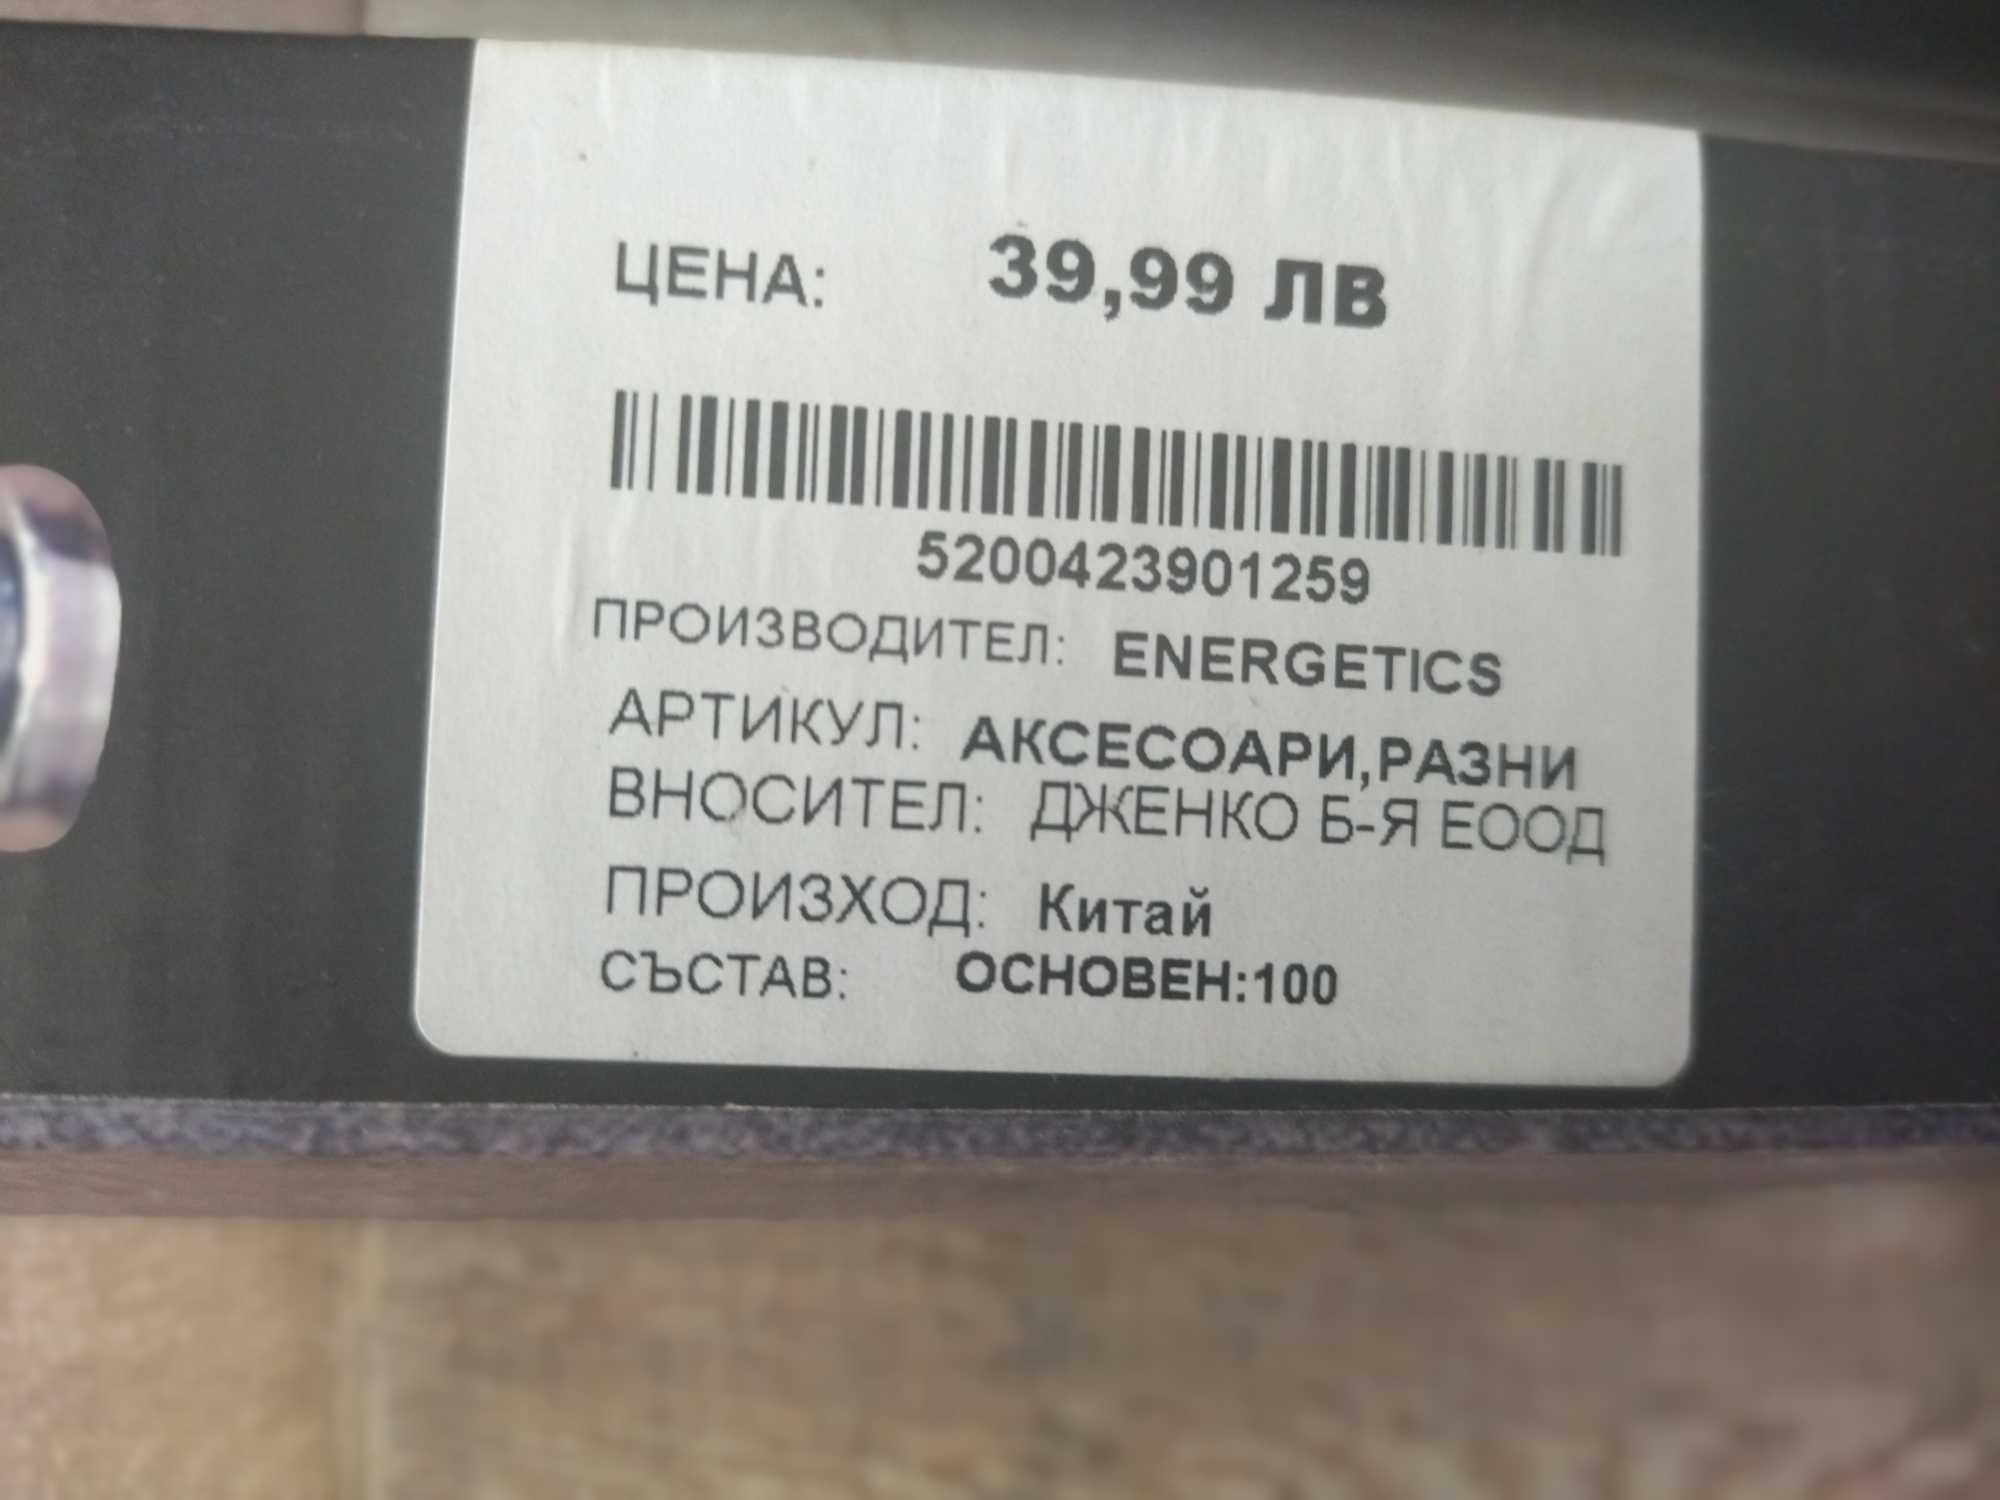 ЦЕНА: 39,99 ЛВ
5200423901259
ПРОИЗВОДИТЕЛ: ENERGETICS
АРТИКУЛ: АКСЕСОАРИ,РАЗНИ
ВНОСИТЕЛ: ДЖЕНКО Б-Я ЕООД
ПРОИЗХОД: Китай
СЪСТАВ: ОСНОВЕН:100